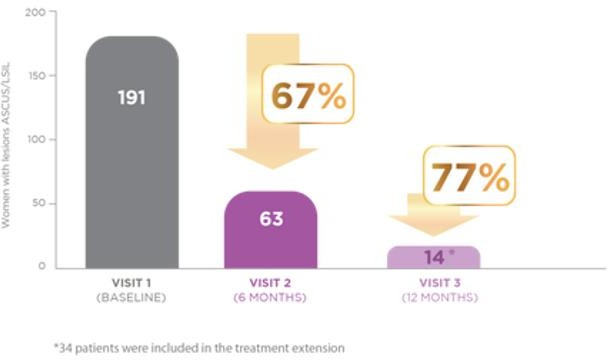 Women with lesions ASCUS/LSIL
200
150
100
50
0
191
67%
63
77%
14 *
VISIT 1
(BASELINE)
VISIT 2
(6 MONTHS)
VISIT 3
(12 MONTHS)
*34 patients were included in the treatment extension